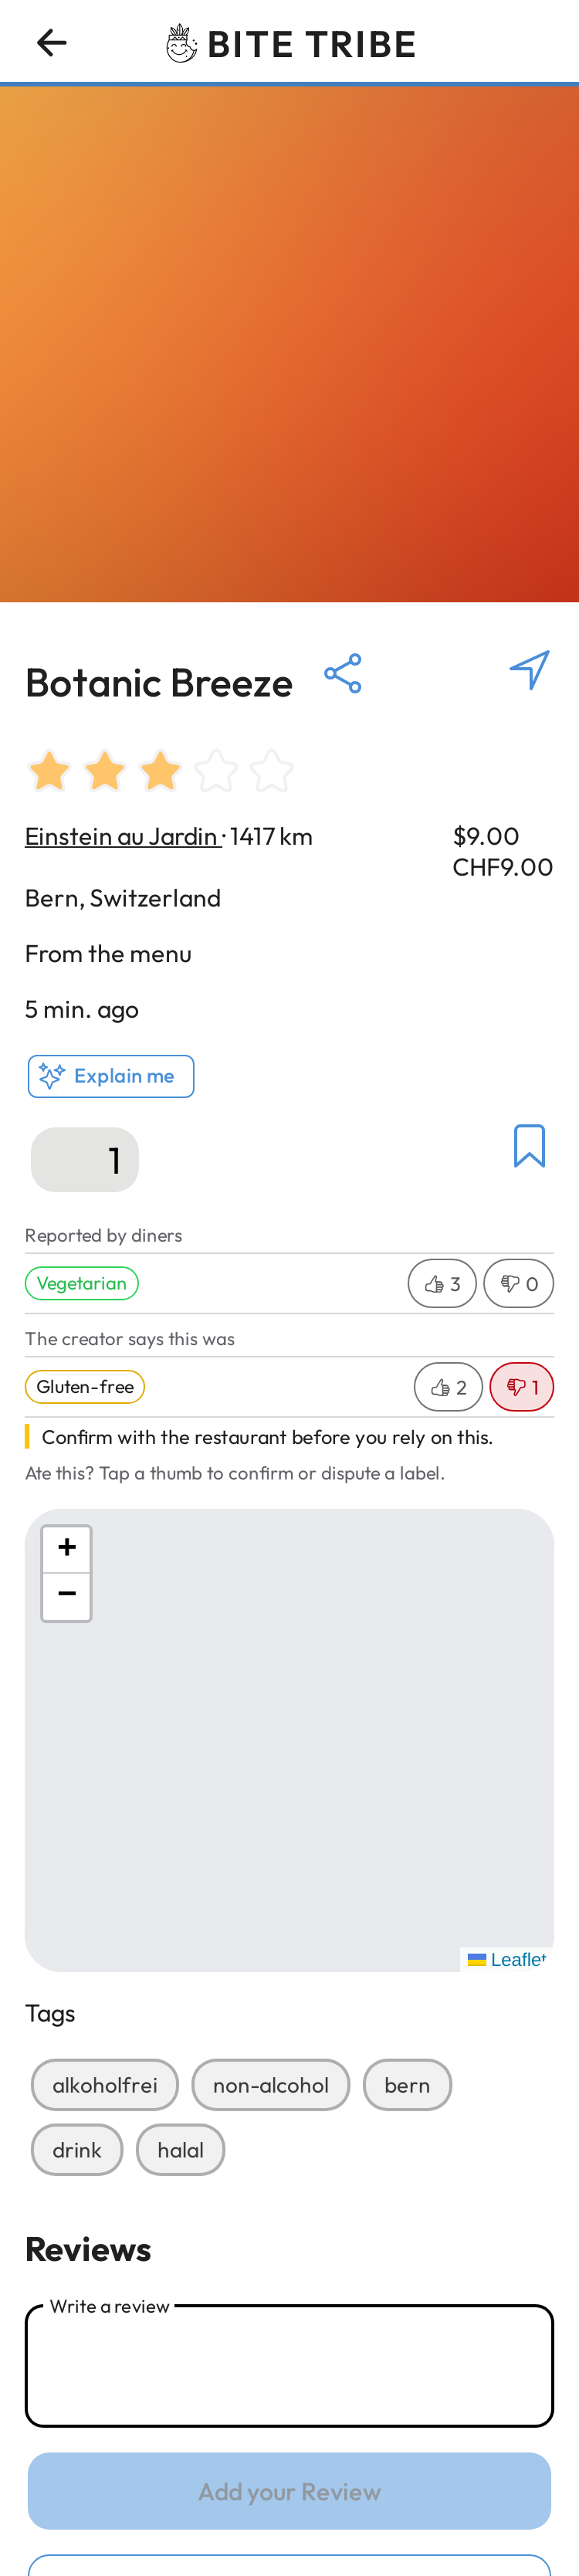 BITE TRIBE
Botanic Breeze
Einstein au Jardin · 1417 km
$9.00
CHF9.00
Bern, Switzerland
From the menu
5 min. ago
Explain me
1
Reported by diners
Vegetarian 3 0
The creator says this was
Gluten-free 2 1
Confirm with the restaurant before you rely on this.
Ate this? Tap a thumb to confirm or dispute a label.
+
−
Leaflet
Tags
alkoholfrei non-alcohol bern
drink halal
Reviews
Write a review
Add your Review